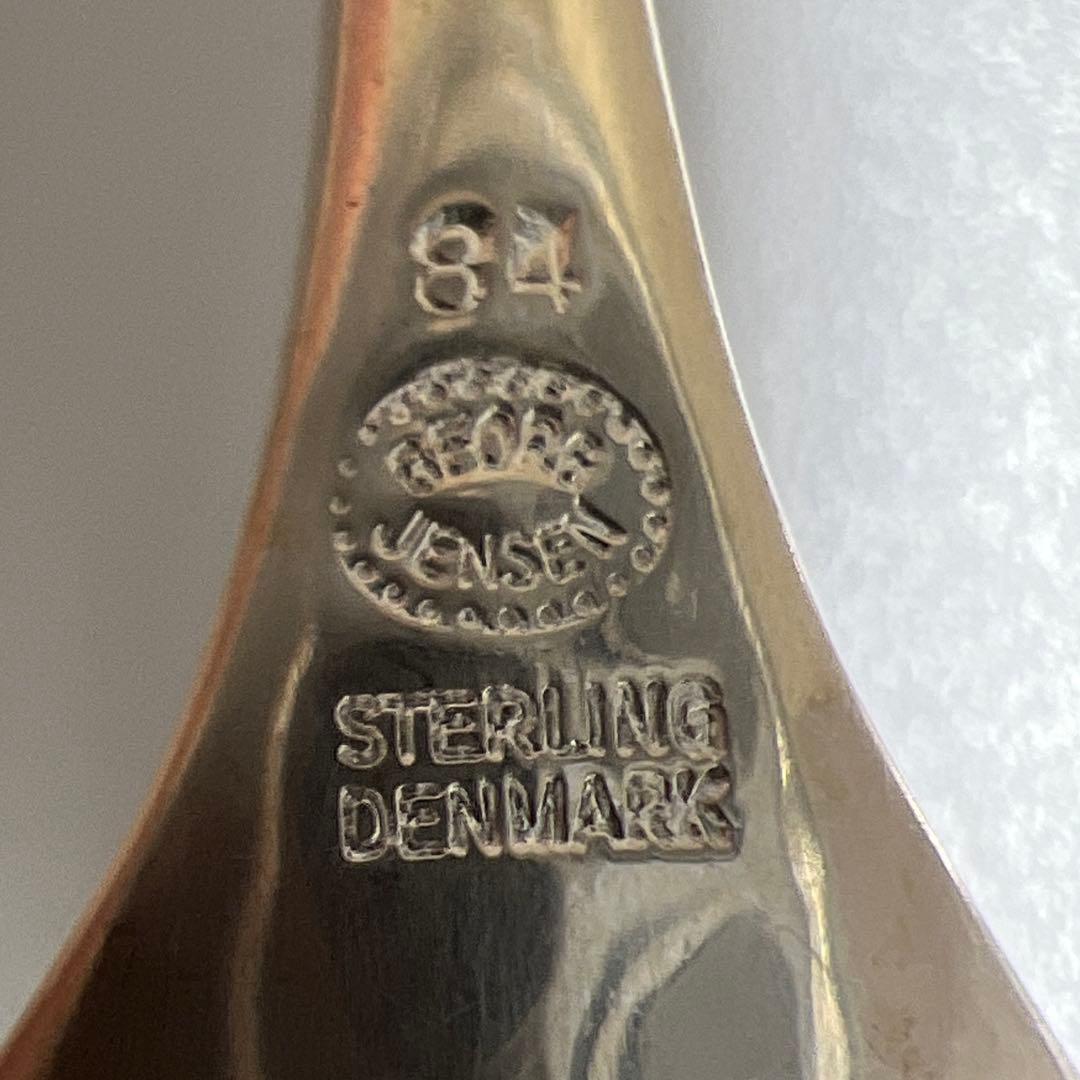 84
GEORG
JENSEN
STERLING
DENMARK